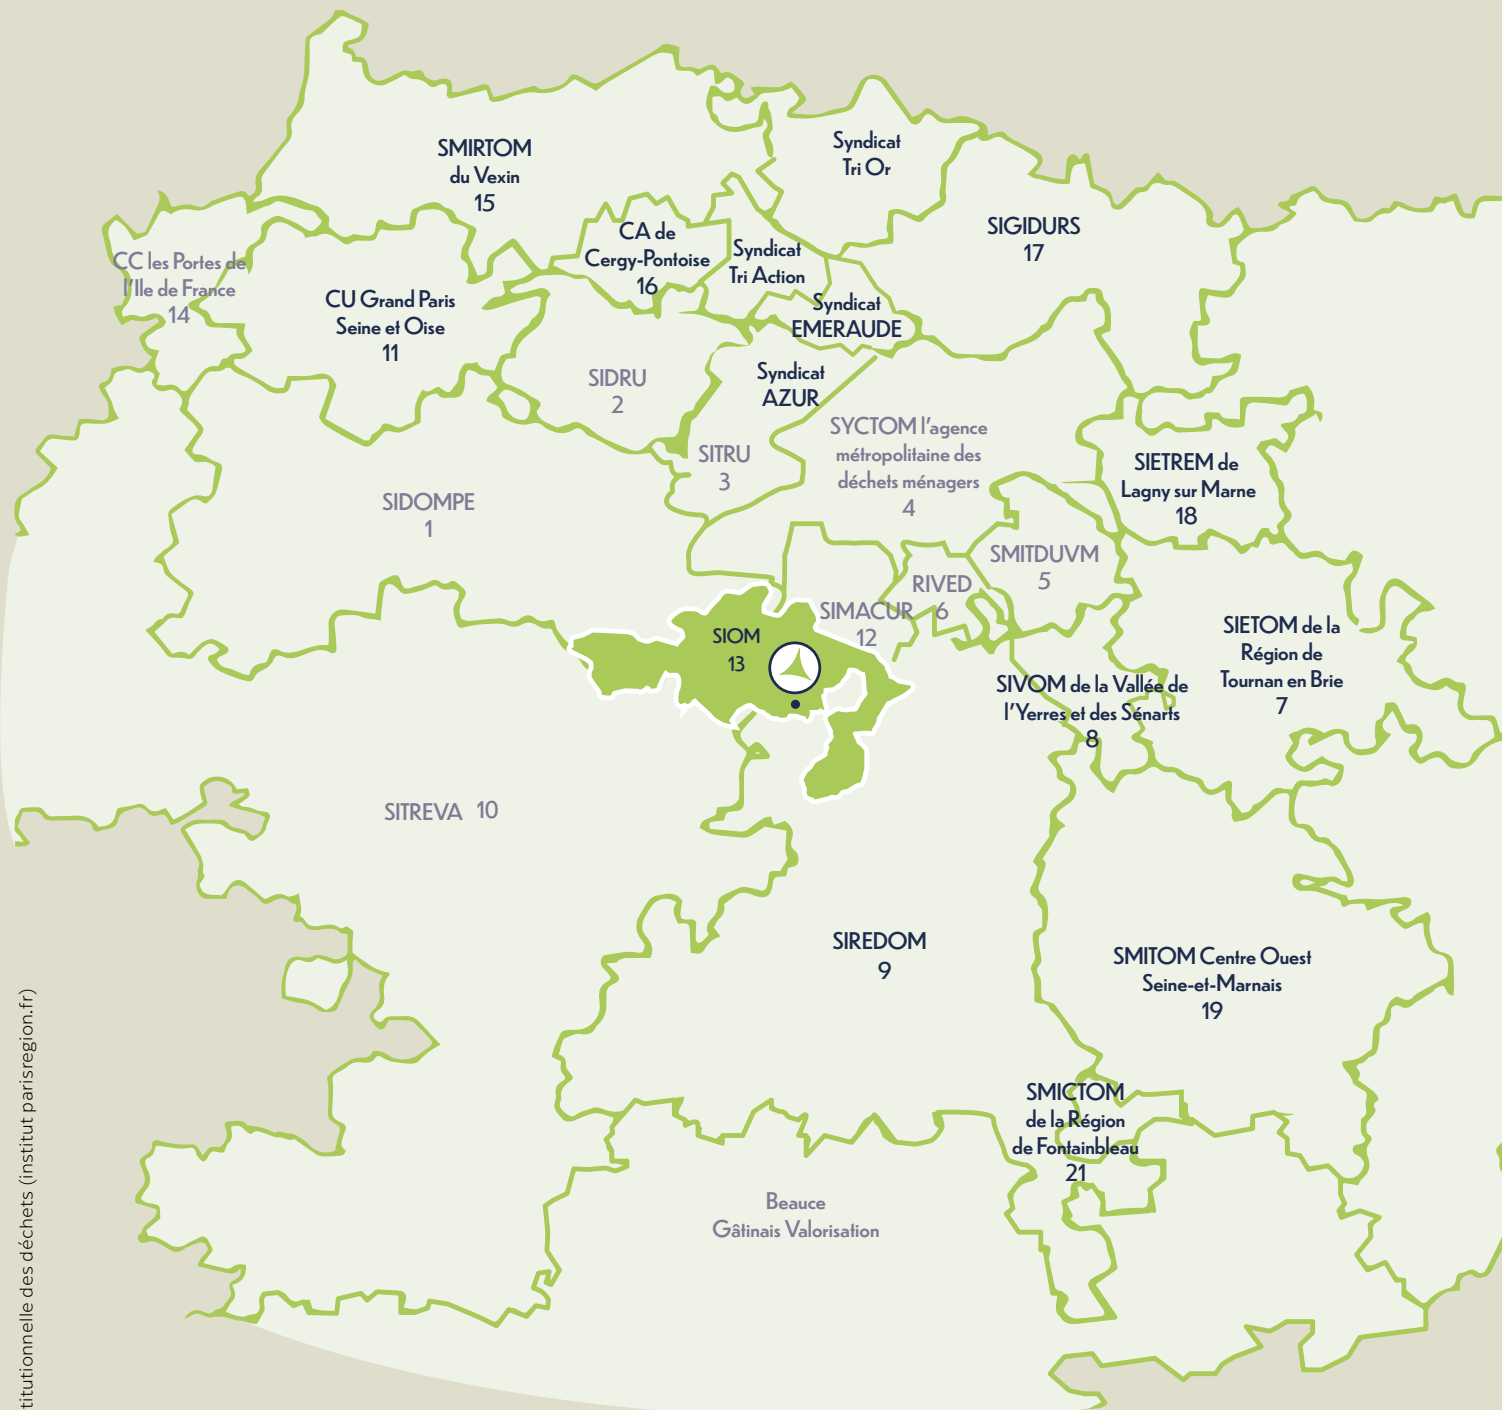 Syndicat
Tri Or
SMIRTOM
du Vexin
15
SIGIDURS
17
CA de
Cergy-Pontoise
16
Syndicat
Tri Action
CC les Portes de
l'Ile de France
14
CU Grand Paris
Seine et Oise
11
Syndicat
EMERAUDE
SIDRU
2
Syndicat
AZUR
SYCTOM l'agence
métropolitaine des
déchets ménagers
4
SITRU
3
SIETREM de
Lagny sur Marne
18
SIDOMPE
1
SMITDUVM
5
RIVED
6
SIMACUR
12
SIOM
13
SIETOM de la
Région de
Tournan en Brie
7
SIVOM de la Vallée de
l'Yerres et des Sénarts
8
SITREVA 10
SIREDOM
9
SMITOM Centre Ouest
Seine-et-Marnais
19
SMICTOM
de la Région
de Fontainbleau
21
Beauce
Gâtinais Valorisation
titutionnelle des déchets (institut parisregion.fr)